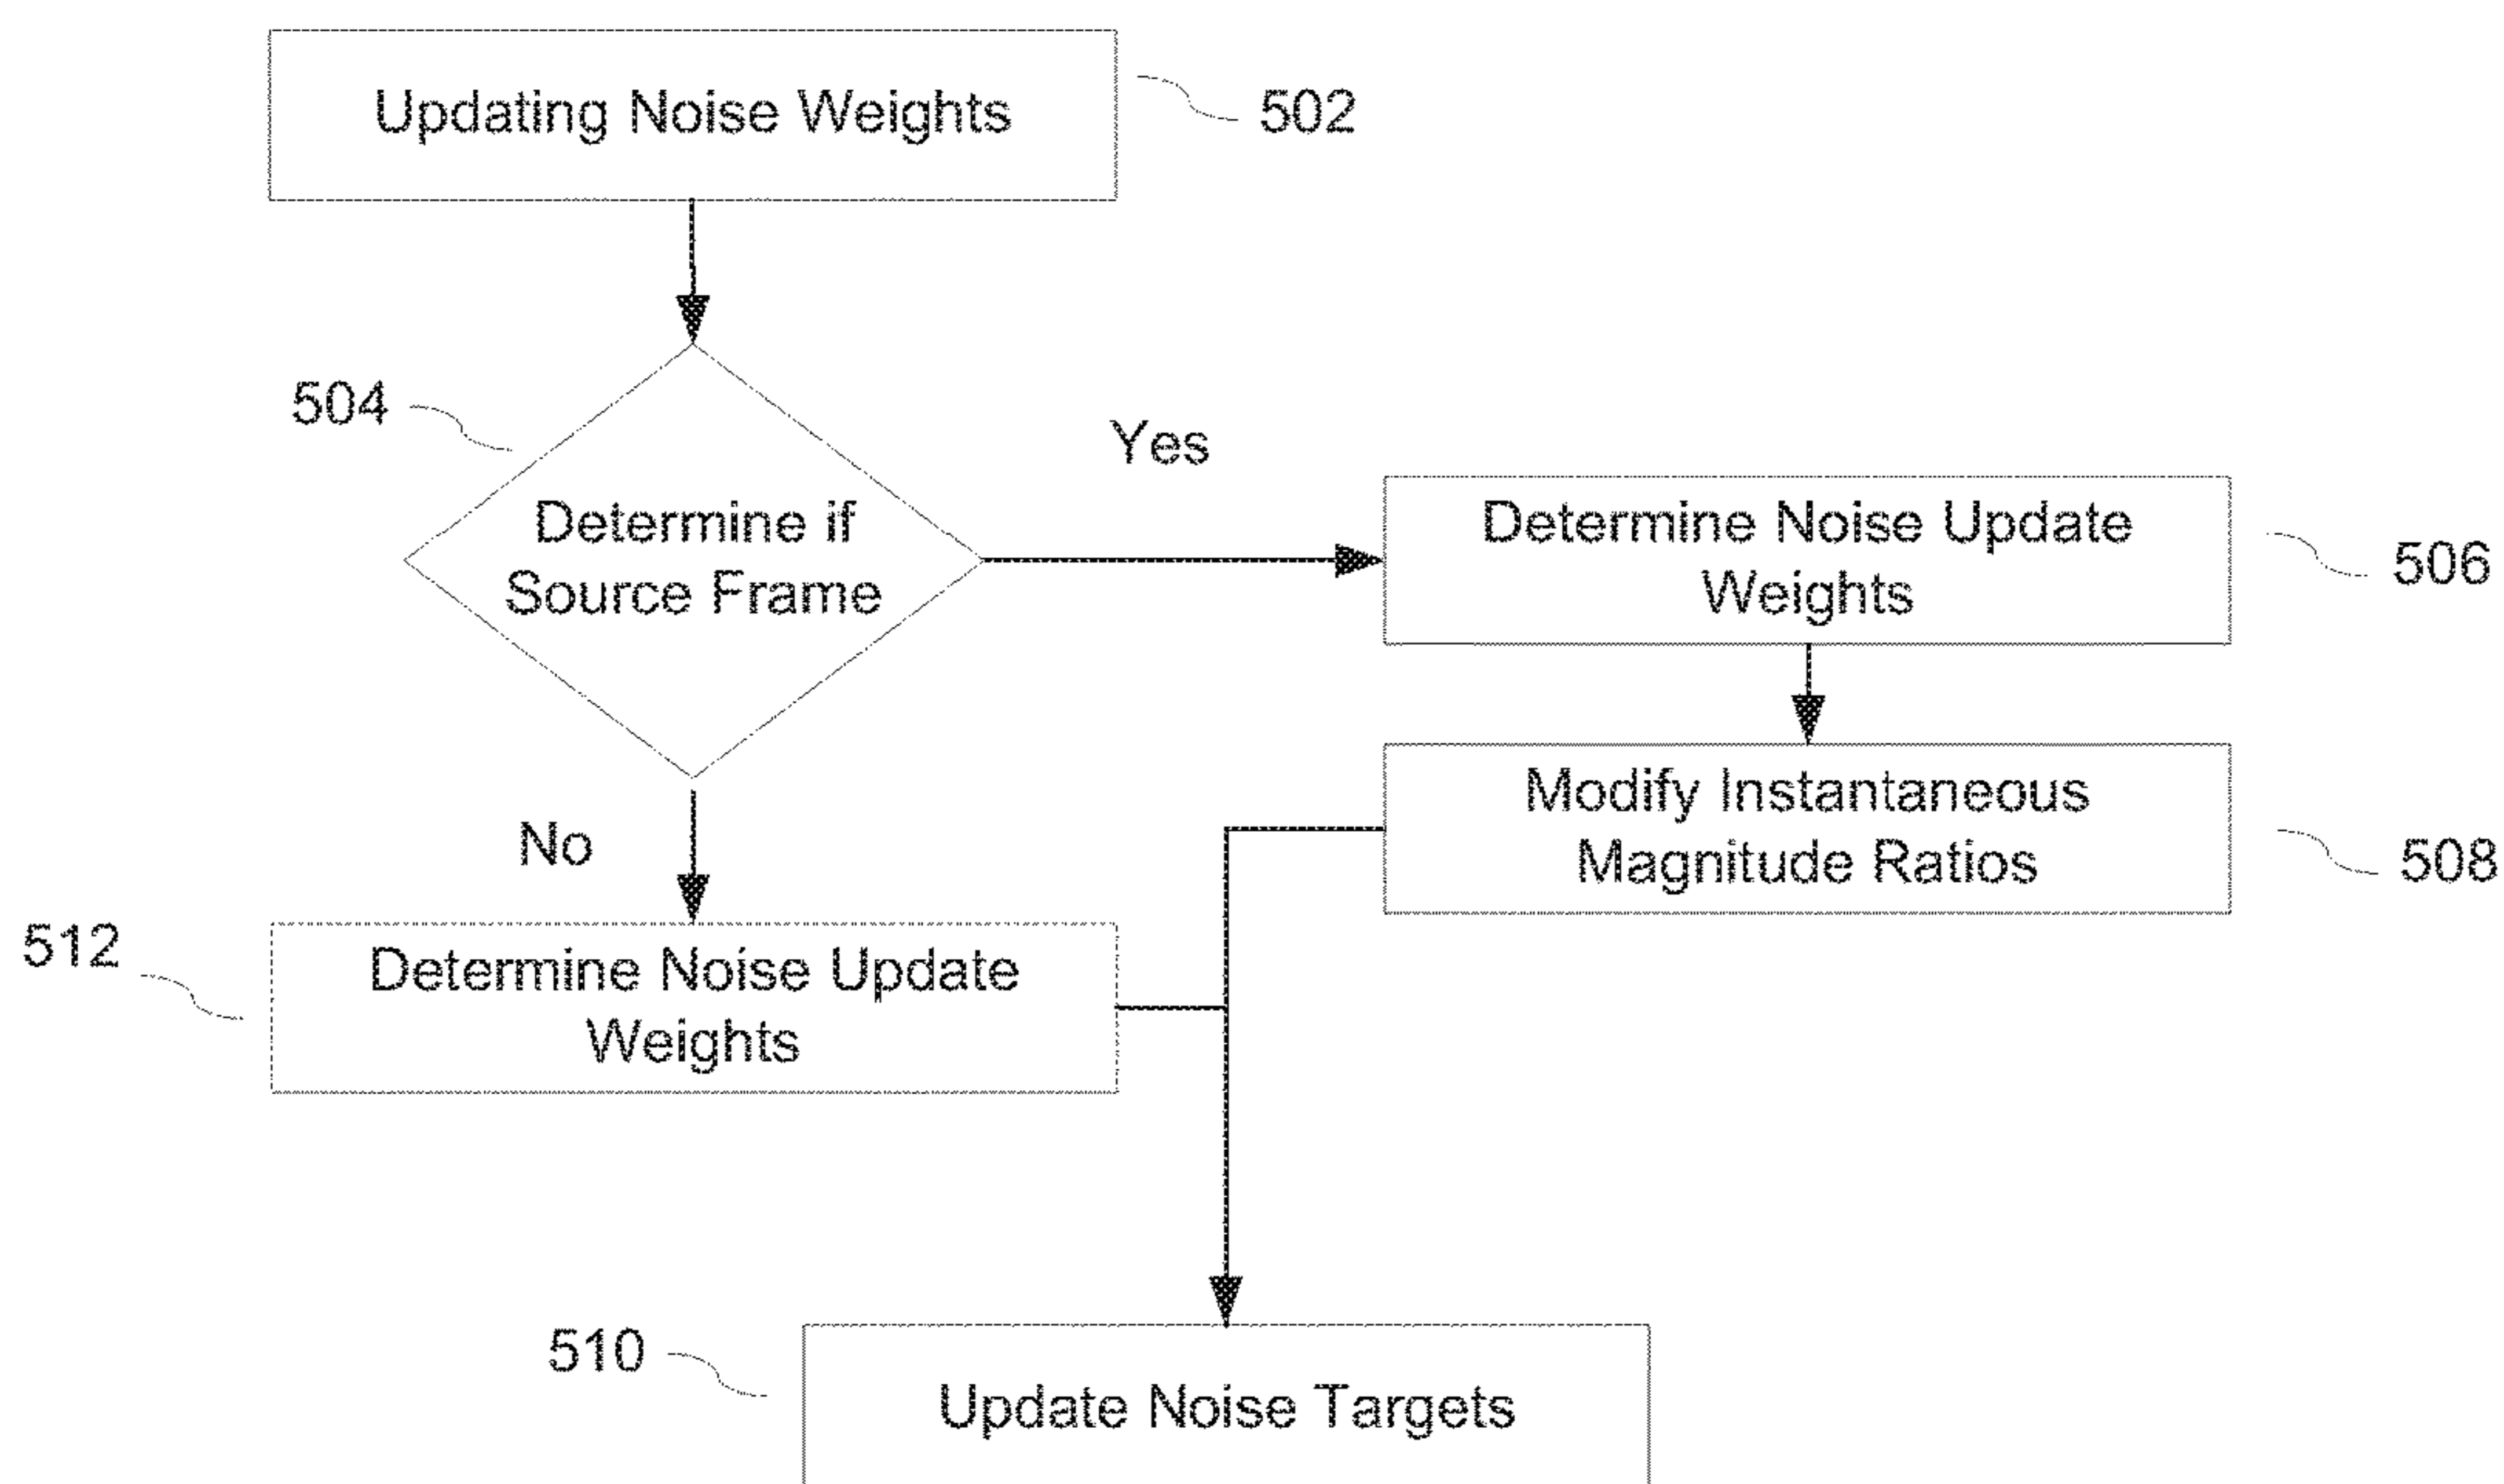 Updating Noise Weights
502
504
Determine if
Source Frame
Yes
Determine Noise Update
Weights
506
Modify Instantaneous
Magnitude Ratios
508
No
512
Determine Noise Update
Weights
510
Update Noise Targets